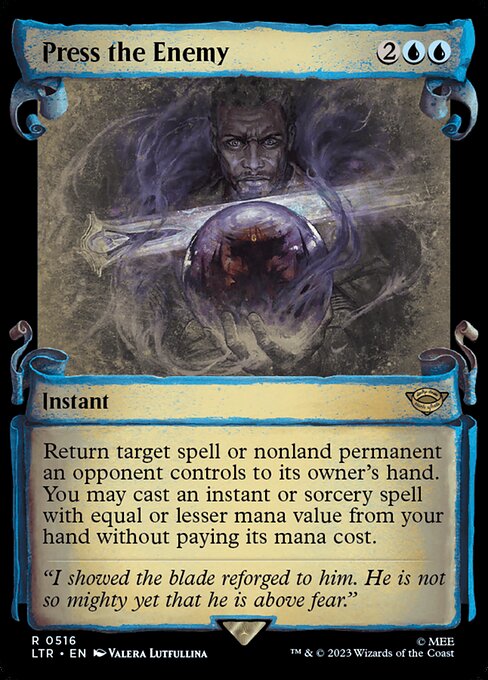 Press the Enemy 2
Instant
Return target spell or nonland permanent
an opponent controls to its owner's hand.
You may cast an instant or sorcery spell
with equal or lesser mana value from your
hand without paying its mana cost.
"I showed the blade reforged to him. He is not
so mighty yet that he is above fear."
R 0516
LTR • EN VALERA LUTFULLINA
© MEE
™ & © 2023 Wizards of the Coast